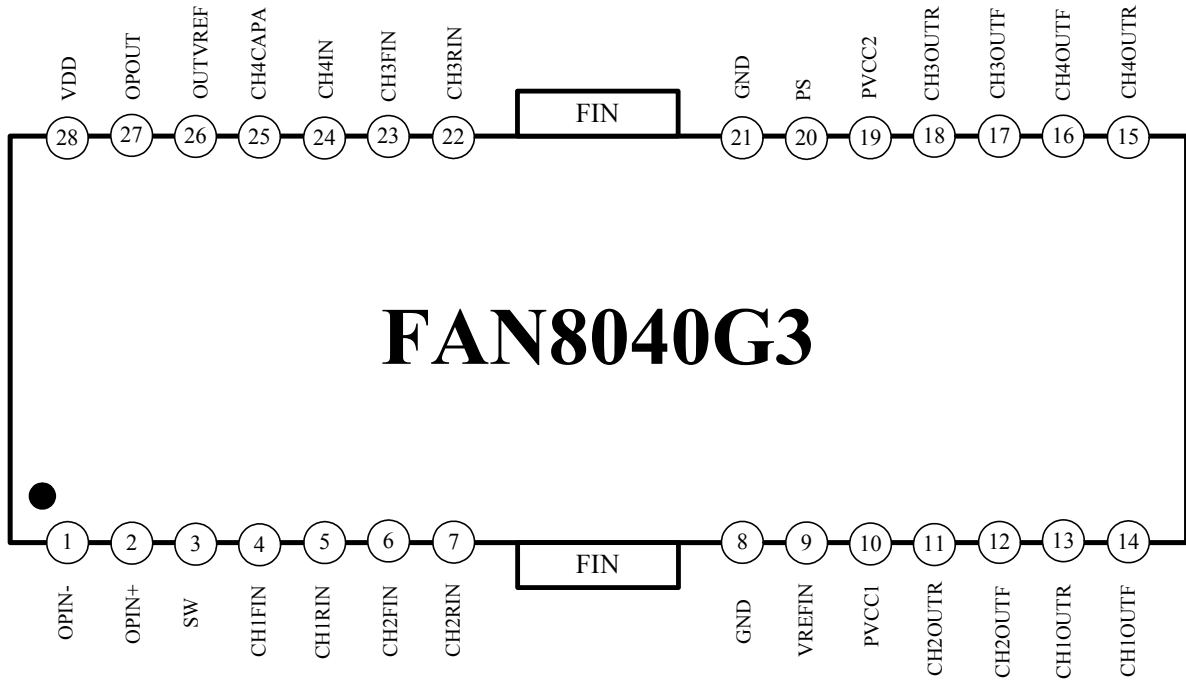 VDD
OPOUT
OUTVREF
CH4CAPA
CH4IN
CH3FIN
CH3RIN
GND
PS
PVCC2
CH3OUTR
CH3OUTF
CH4OUTF
CH4OUTR
FIN
28 27 26 25 24 23 22 21 20 19 18 17 16 15
FAN8040G3
1 2 3 4 5 6 7 8 9 10 11 12 13 14
FIN
OPIN-
OPIN+
SW
CH1FIN
CH1RIN
CH2FIN
CH2RIN
GND
VREFIN
PVCC1
CH2OUTR
CH2OUTF
CH1OUTR
CH1OUTF